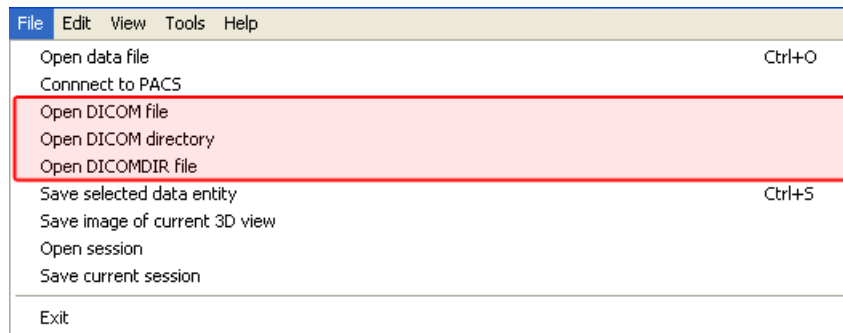 File Edit View Tools Help
Open data file Ctrl+O
Connnect to PACS
Open DICOM file
Open DICOM directory
Open DICOMDIR file
Save selected data entity Ctrl+S
Save image of current 3D view
Open session
Save current session
Exit